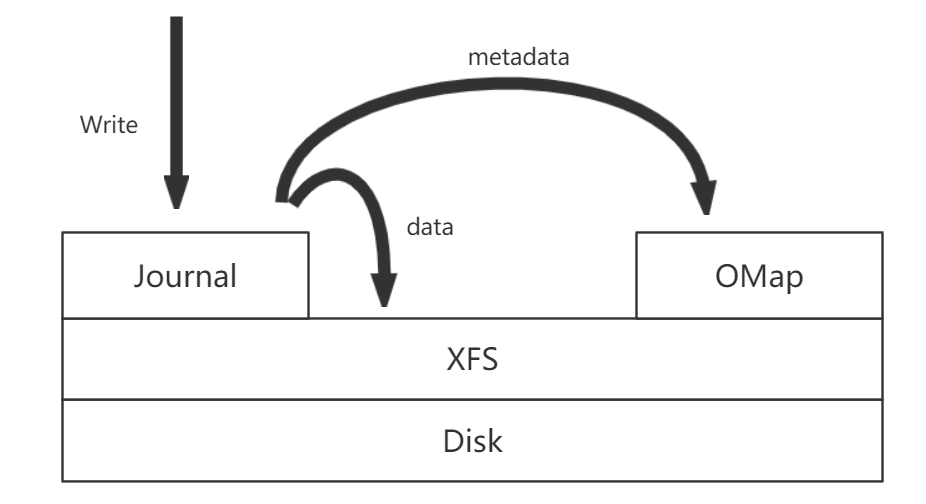 metadata
Write
data
Journal
OMap
XFS
Disk